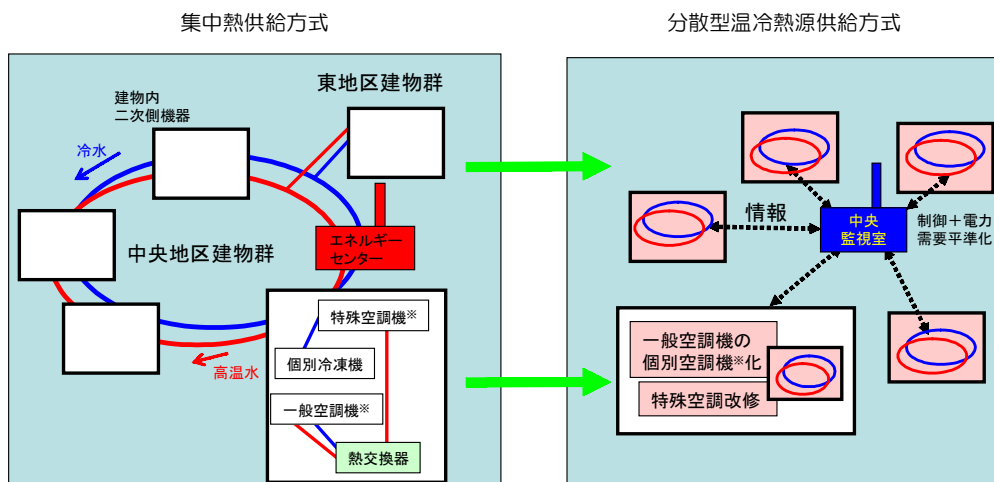 集中熱供給方式
分散型温冷熱源供給方式
東地区建物群
建物内
二次側機器
冷水
エネルギー
センター
中央地区建物群
特殊空調機※
個別冷凍機
高温水
一般空調機※
熱交換器
情報
中央
監視室
制御＋電力
需要平準化
一般空調機の
個別空調機※化
特殊空調改修